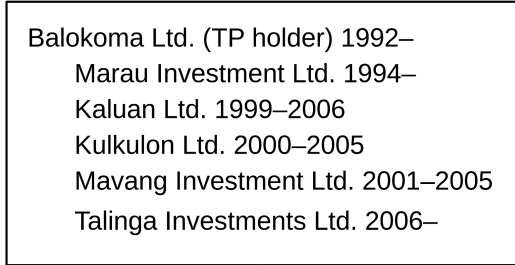 Balokoma Ltd. (TP holder) 1992–
Marau Investment Ltd. 1994–
Kaluan Ltd. 1999–2006
Kulkulon Ltd. 2000–2005
Mavang Investment Ltd. 2001–2005
Talinga Investments Ltd. 2006–